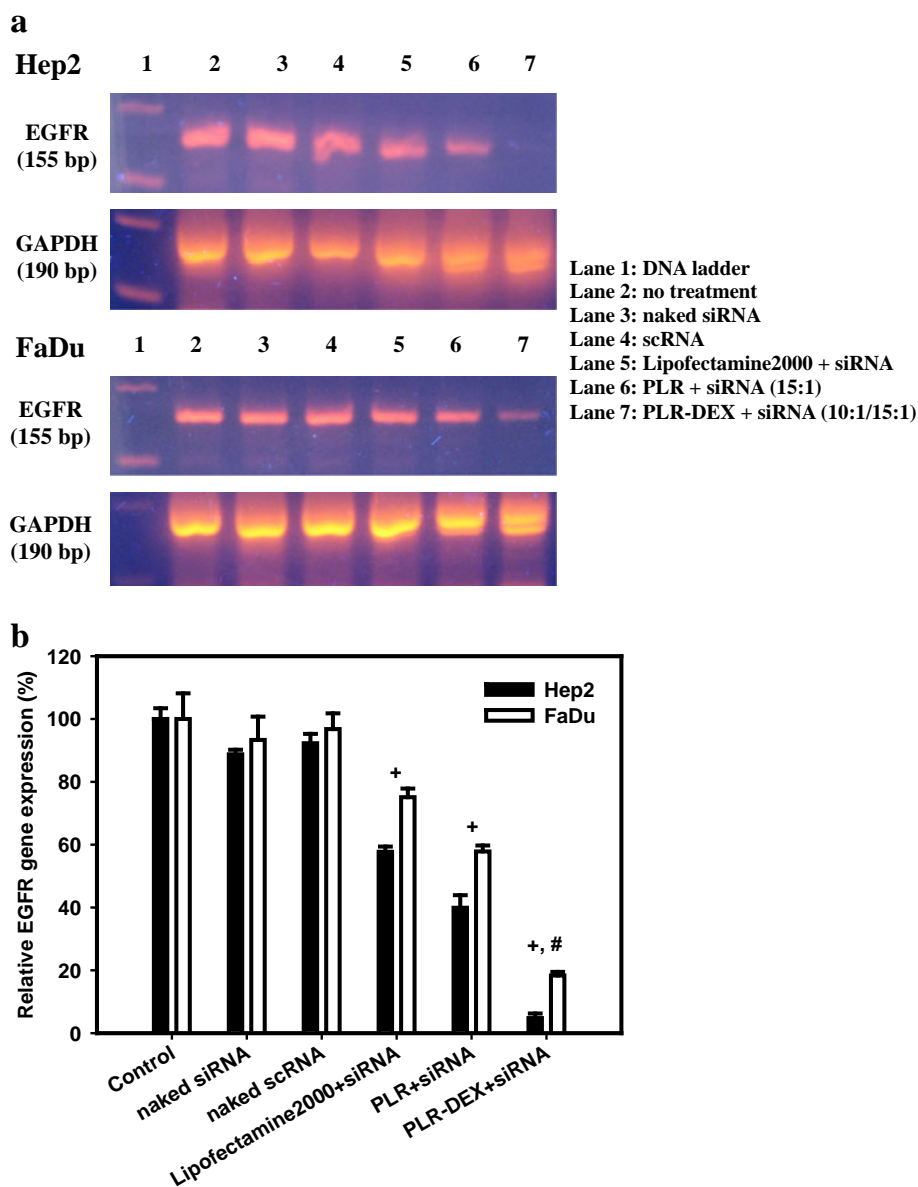 a
Hep2 1 2 3 4 5 6 7
EGFR
(155 bp)
GAPDH
(190 bp)
Lane 1: DNA ladder
Lane 2: no treatment
Lane 3: naked siRNA
Lane 4: scRNA
Lane 5: Lipofectamine2000 + siRNA
Lane 6: PLR + siRNA (15:1)
Lane 7: PLR-DEX + siRNA (10:1/15:1)
FaDu 1 2 3 4 5 6 7
EGFR
(155 bp)
GAPDH
(190 bp)
b
Relative EGFR gene expression (%)
120
100
80
60
40
20
0
Hep2
FaDu
+
+
+, #
Control
naked siRNA
naked scRNA
Lipofectamine2000+siRNA
PLR+siRNA
PLR-DEX+siRNA